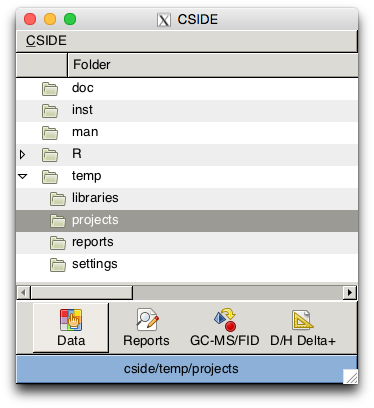 CSIDE
CSIDE
Folder
doc
inst
man
R
temp
libraries
projects
reports
settings
Data Reports GC-MS/FID D/H Delta+
cside/temp/projects